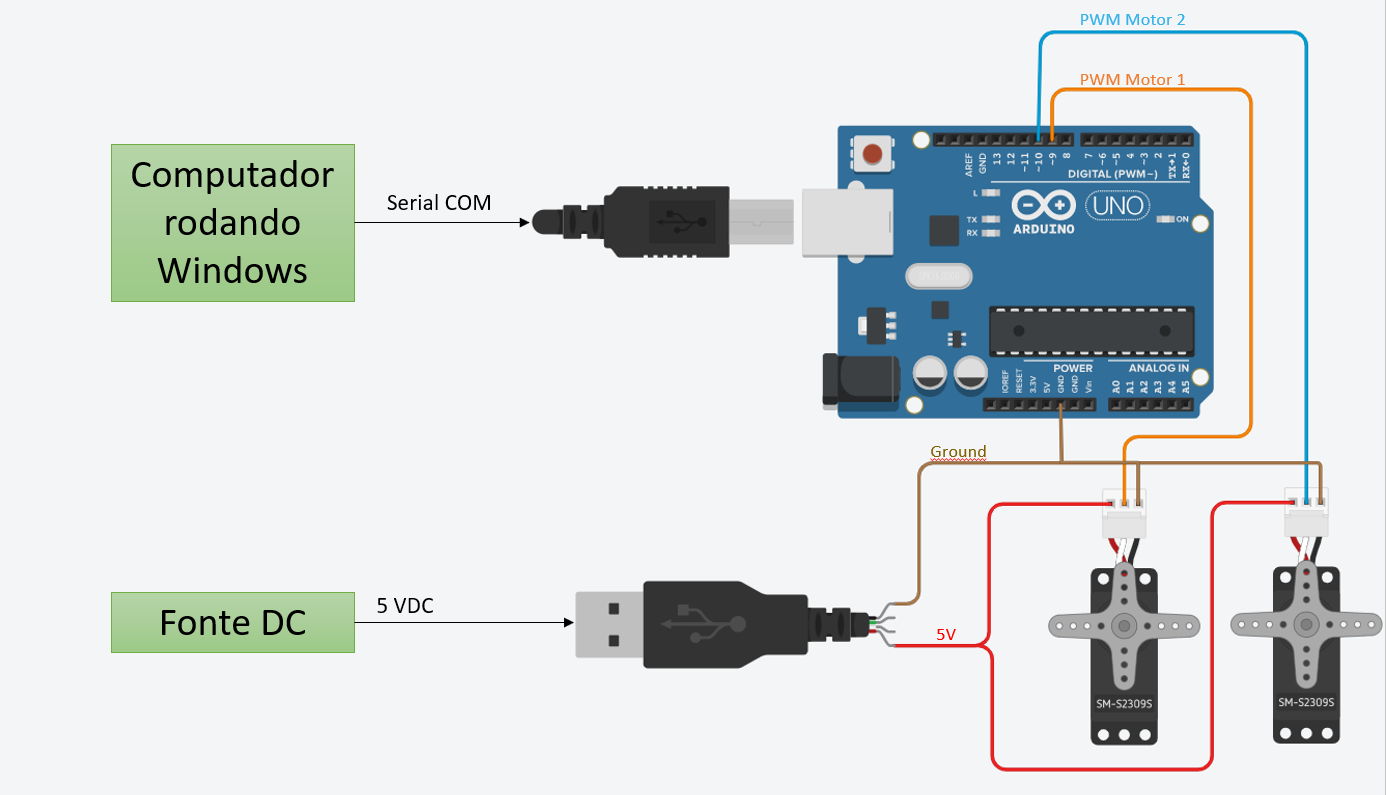 PWM Motor 2
PWM Motor 1
Computador
rodando
Windows
Serial COM
AREF
GND
13
12
~11
~10
~9
8
7
~6
~5
4
~3
2
TX→1
RX←0
DIGITAL (PWM~)
L
TX
RX
UNO
ARDUINO
ON
POWER
ANALOG IN
IOREF
RESET
3.3V
5V
GND
GND
Vin
A0
A1
A2
A3
A4
A5
Ground
Fonte DC
5 VDC
5V
SM-S2309S
SM-S2309S